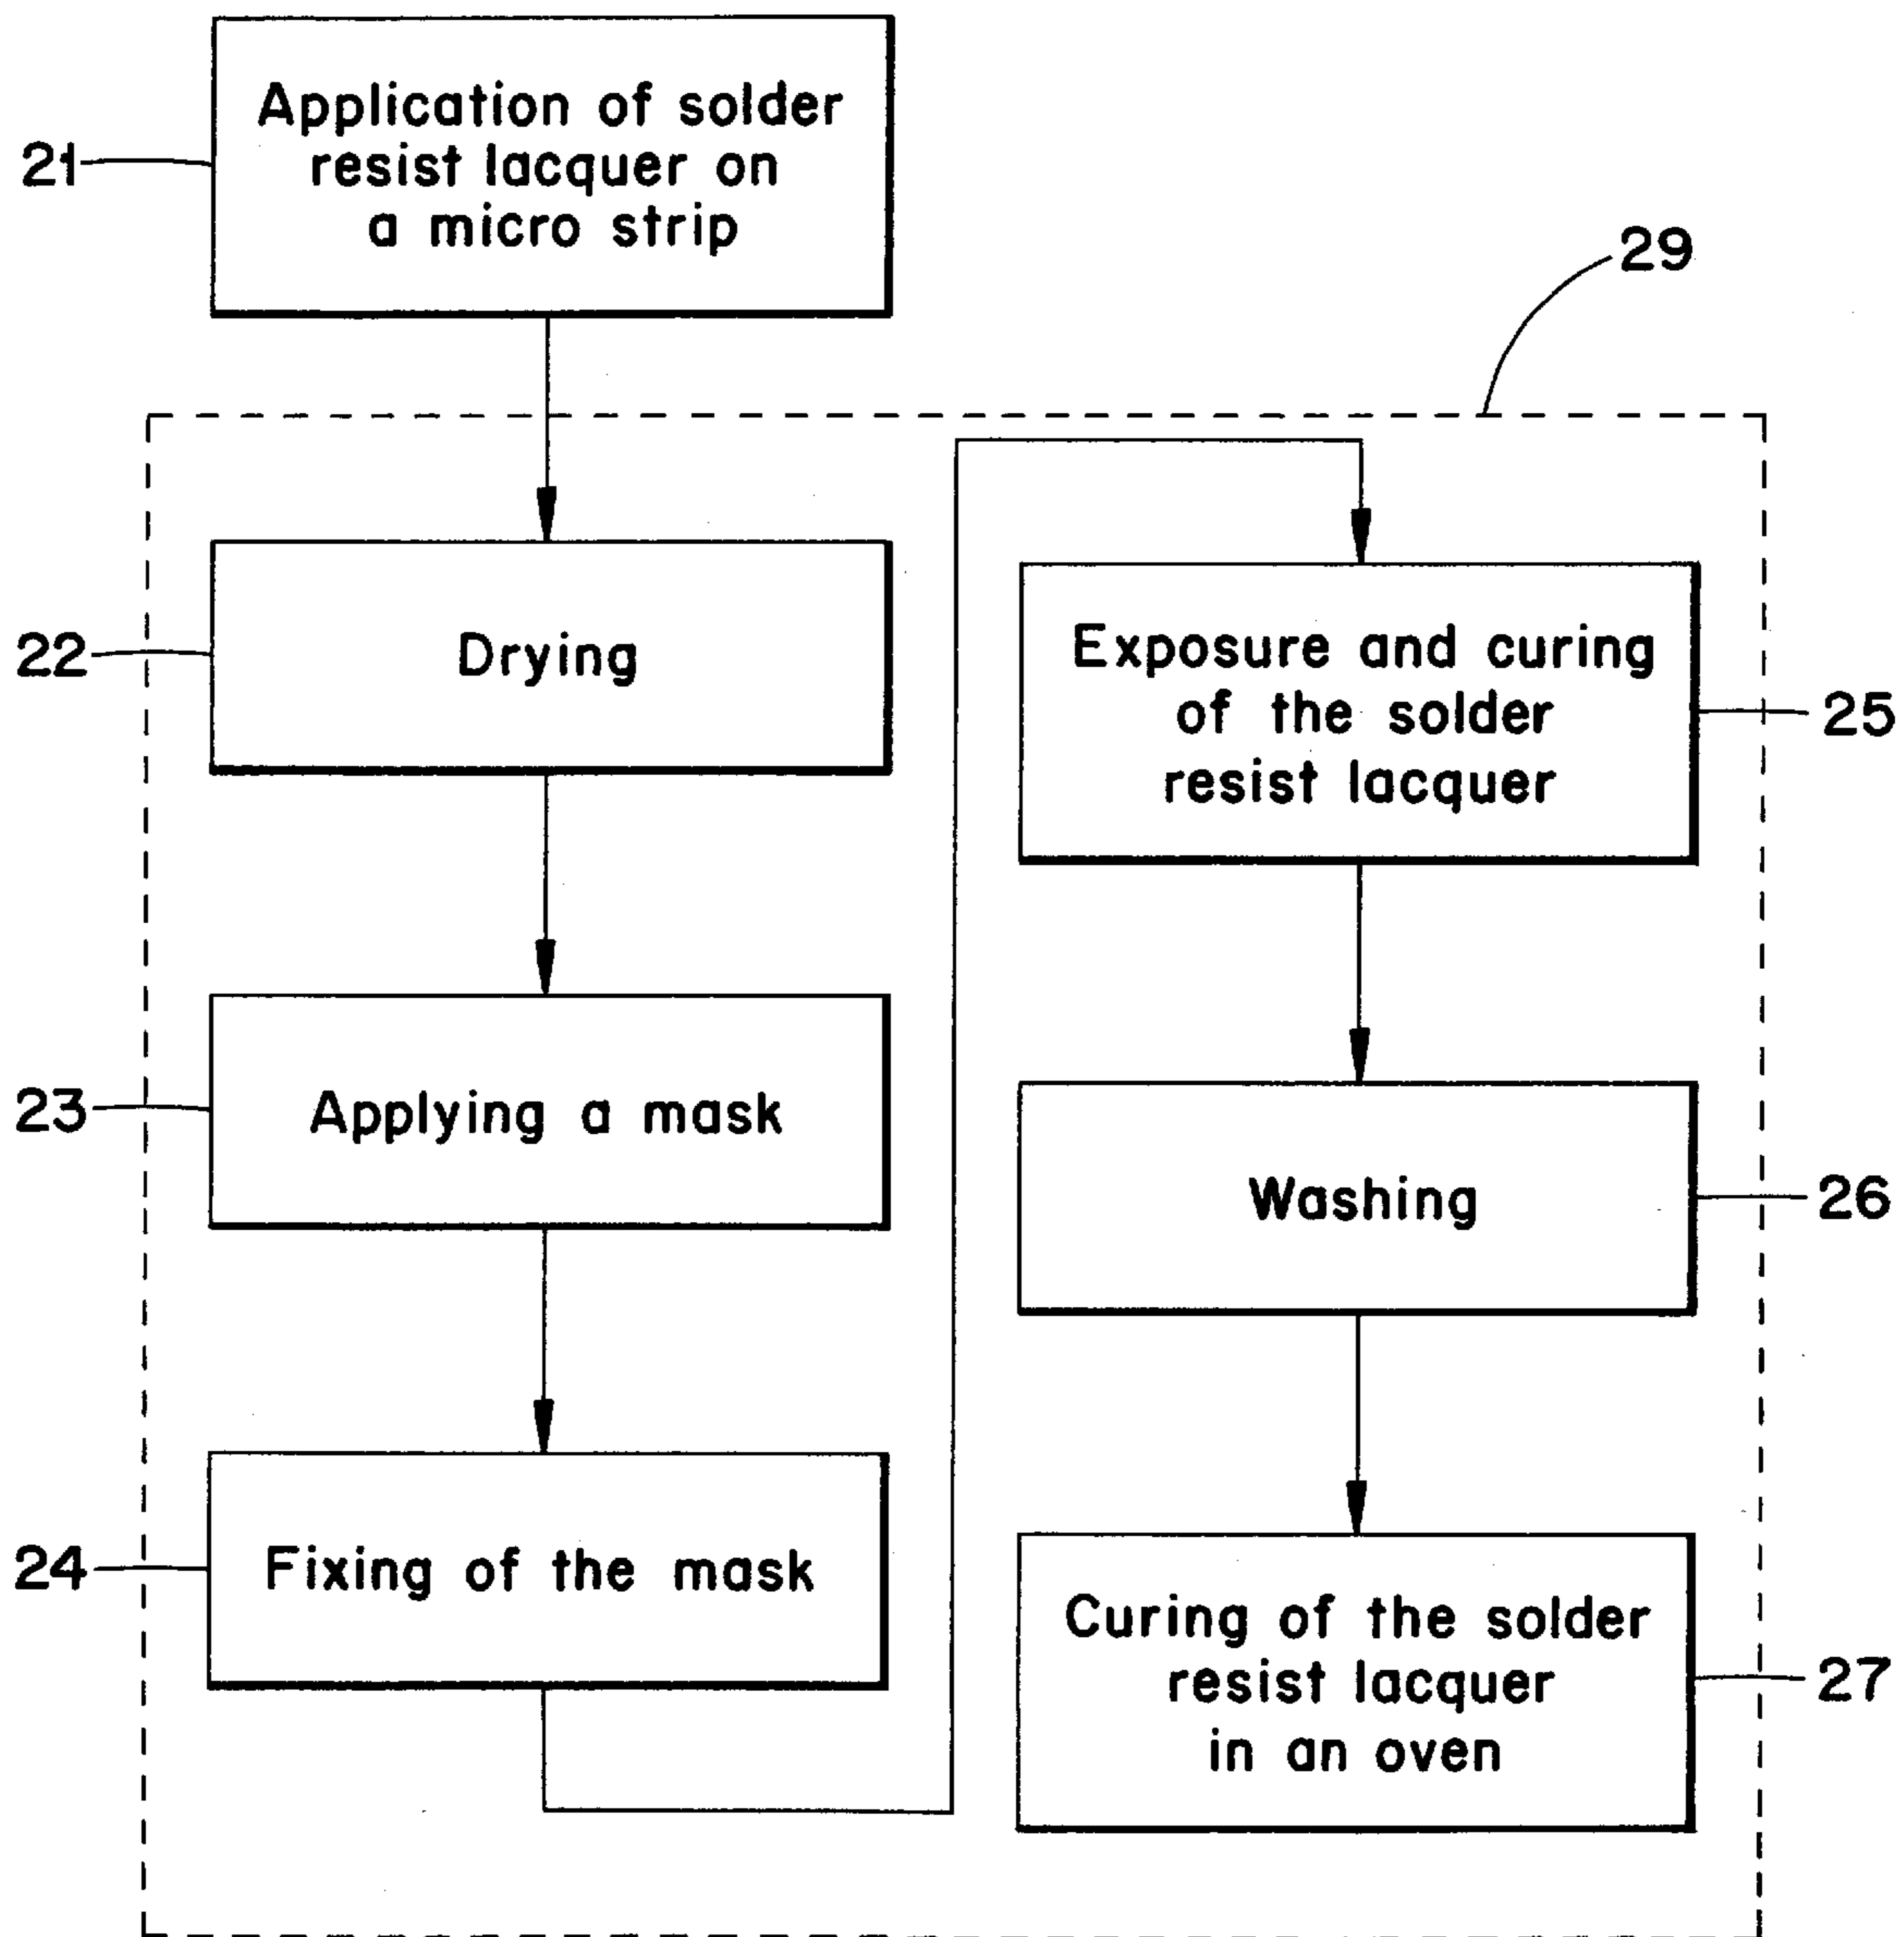 21
Application of solder
resist lacquer on
a micro strip
29
22
Drying
23
Applying a mask
24
Fixing of the mask
Exposure and curing
of the solder
resist lacquer
25
Washing
26
Curing of the solder
resist lacquer
in an oven
27